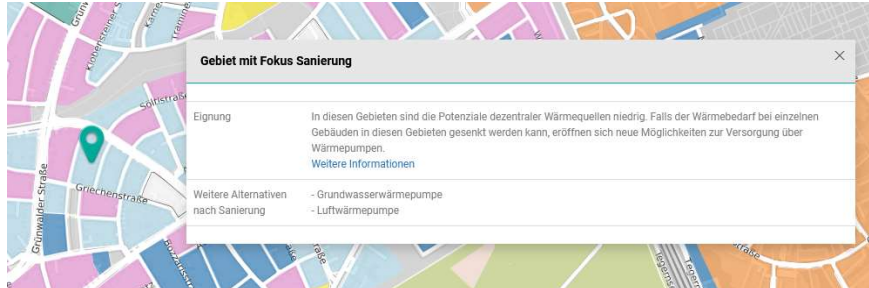 Grünwalder Straße
Soltstraße
Griechenstraße
Gebiet mit Fokus Sanierung
Eignung
In diesen Gebieten sind die Potenziale dezentraler Wärmequellen niedrig. Falls der Wärmebedarf bei einzelnen
Gebäuden in diesen Gebieten gesenkt werden kann, eröffnen sich neue Möglichkeiten zur Versorgung über
Wärmepumpen.
Weitere Informationen
Weitere Alternativen
nach Sanierung
- Grundwasserwärmepumpe
- Luftwärmepumpe